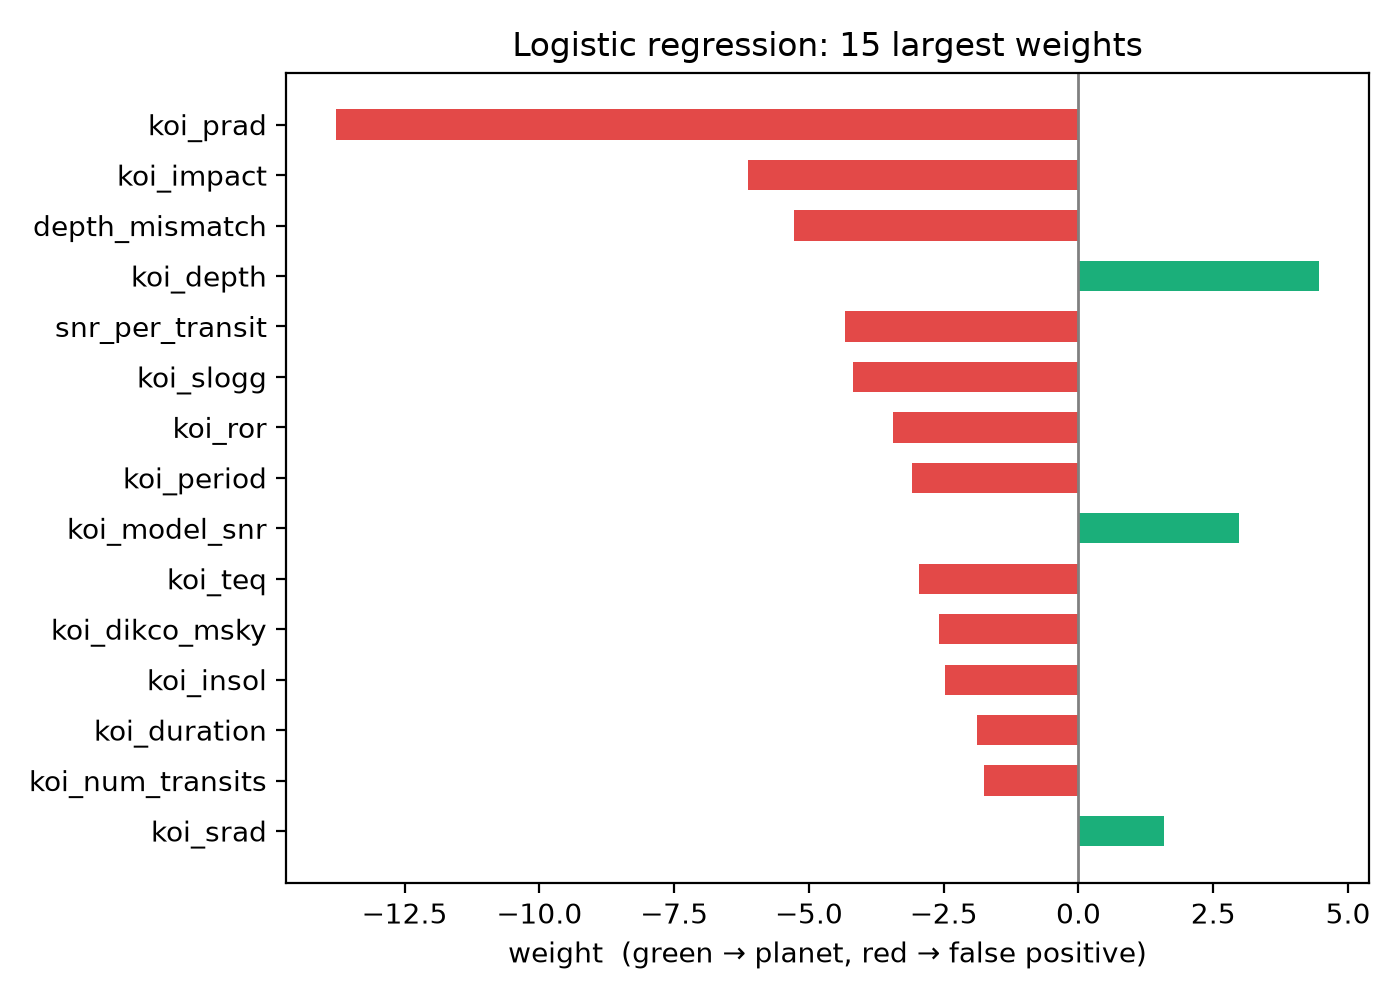 Logistic regression: 15 largest weights
koi_prad
koi_impact
depth_mismatch
koi_depth
snr_per_transit
koi_slogg
koi_ror
koi_period
koi_model_snr
koi_teq
koi_dikco_msky
koi_insol
koi_duration
koi_num_transits
koi_srad
−12.5 −10.0 −7.5 −5.0 −2.5 0.0 2.5 5.0
weight  (green → planet, red → false positive)